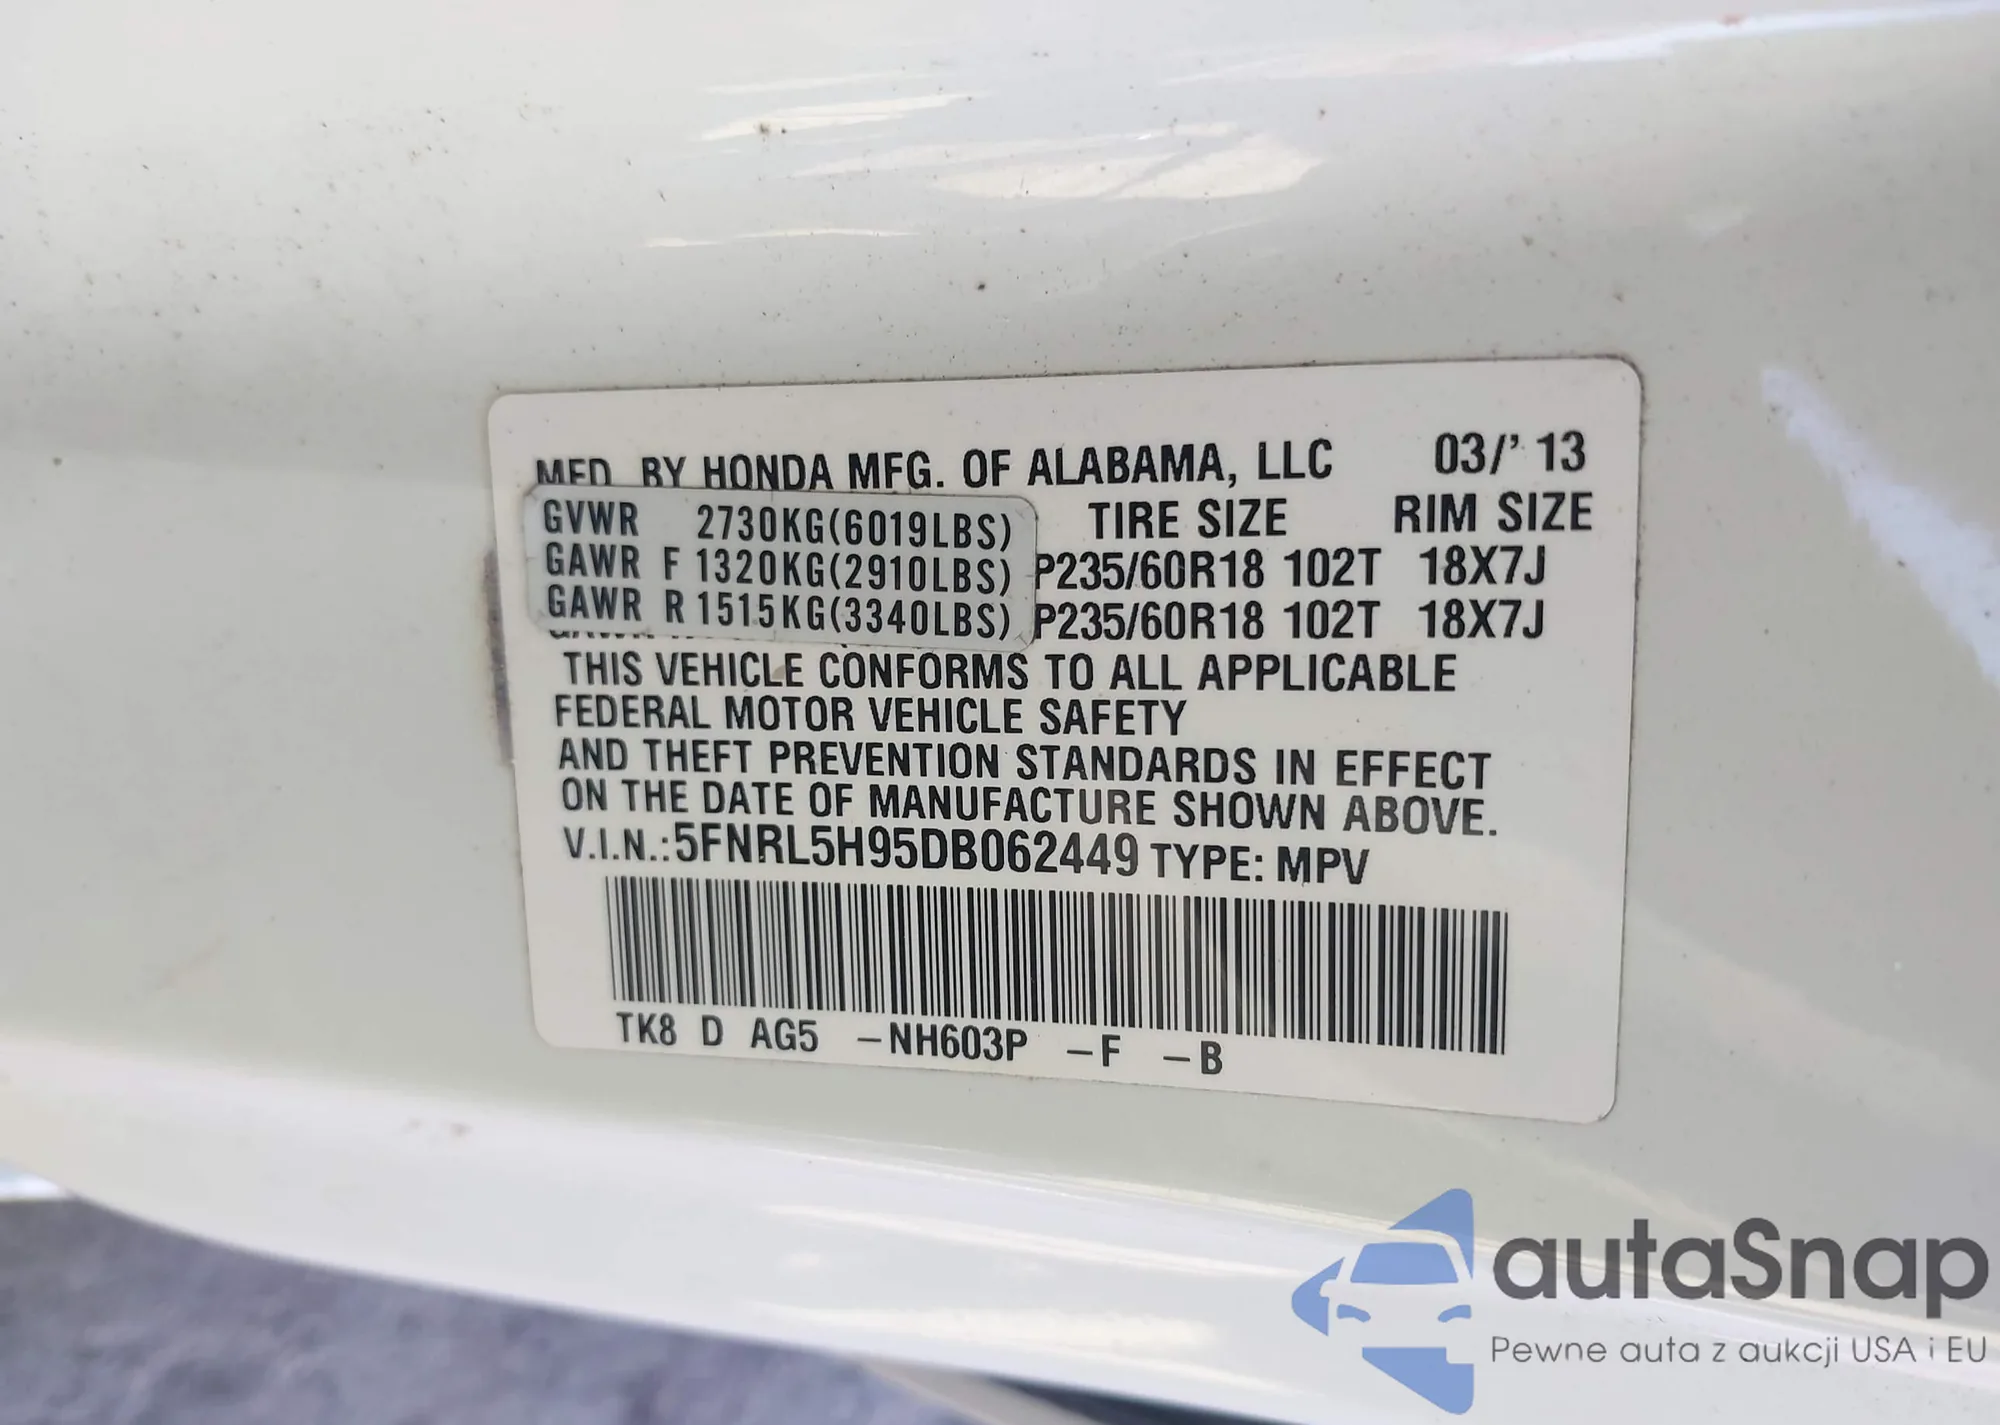 MFD. BY HONDA MFG. OF ALABAMA, LLC 03/'13
GVWR 2730KG(6019LBS) TIRE SIZE RIM SIZE
GAWR F 1320KG(2910LBS) P235/60R18 102T 18X7J
GAWR R 1515KG(3340LBS) P235/60R18 102T 18X7J
THIS VEHICLE CONFORMS TO ALL APPLICABLE
FEDERAL MOTOR VEHICLE SAFETY
AND THEFT PREVENTION STANDARDS IN EFFECT
ON THE DATE OF MANUFACTURE SHOWN ABOVE.
V.I.N.:5FNRL5H95DB062449 TYPE: MPV
TK8 D AG5 –NH603P –F –B
autaSnap
Pewne auta z aukcji USA i EU